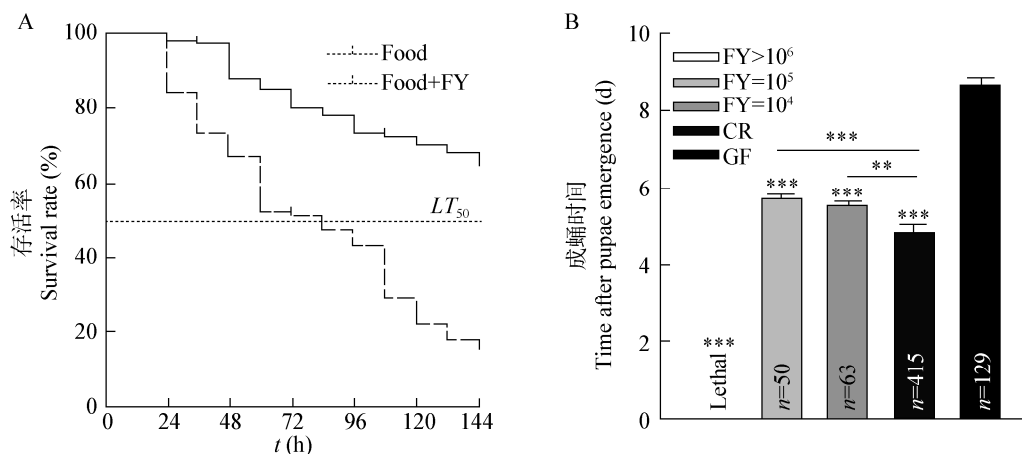 A
存活率
Survival rate (%)
100
80
60
40
20
0
Food
Food+FY
LT50
0 24 48 72 96 120 144
t (h)
B
成蛹时间
Time after pupae emergence (d)
10
8
6
4
2
0
FY>10⁶
FY=10⁵
FY=10⁴
CR
GF
***
**
***
***
***
***
Lethal
n=50
n=63
n=415
n=129